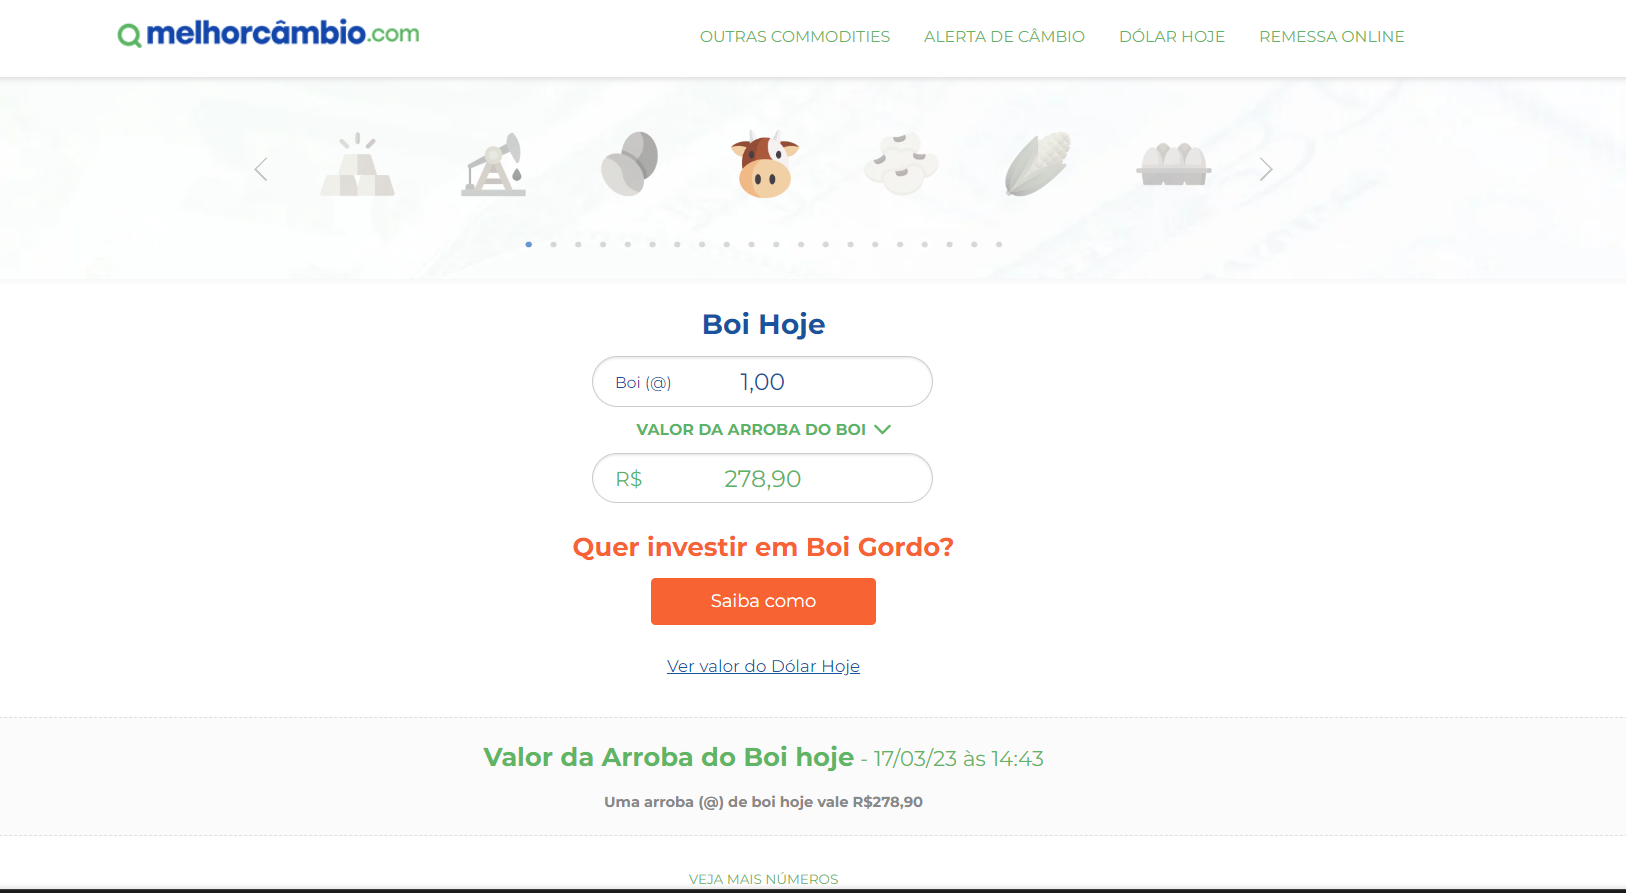 melhorcâmbio.com
OUTRAS COMMODITIES ALERTA DE CÂMBIO DÓLAR HOJE REMESSA ONLINE
Boi Hoje
Boi (@) 1,00
VALOR DA ARROBA DO BOI
R$ 278,90
Quer investir em Boi Gordo?
Saiba como
Ver valor do Dólar Hoje
Valor da Arroba do Boi hoje - 17/03/23 às 14:43
Uma arroba (@) de boi hoje vale R$278,90
VEJA MAIS NÚMEROS